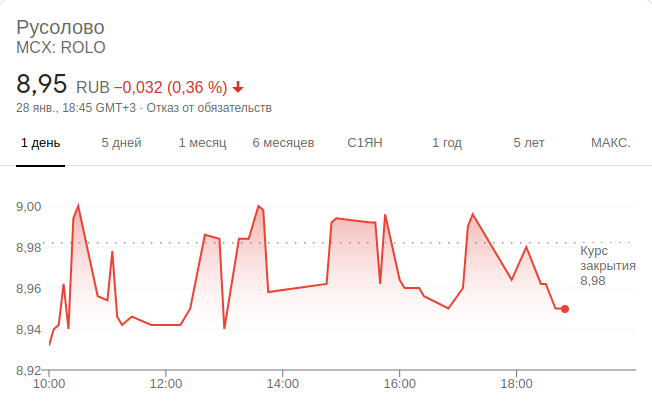 Русолово
MCX: ROLO
8,95 RUB −0,032 (0,36 %)
28 янв., 18:45 GMT+3 · Отказ от обязательств
1 день 5 дней 1 месяц 6 месяцев С1ЯН 1 год 5 лет МАКС.
9,00
8,98
8,96
8,94
8,92
Курс
закрытия
8,98
10:00 12:00 14:00 16:00 18:00